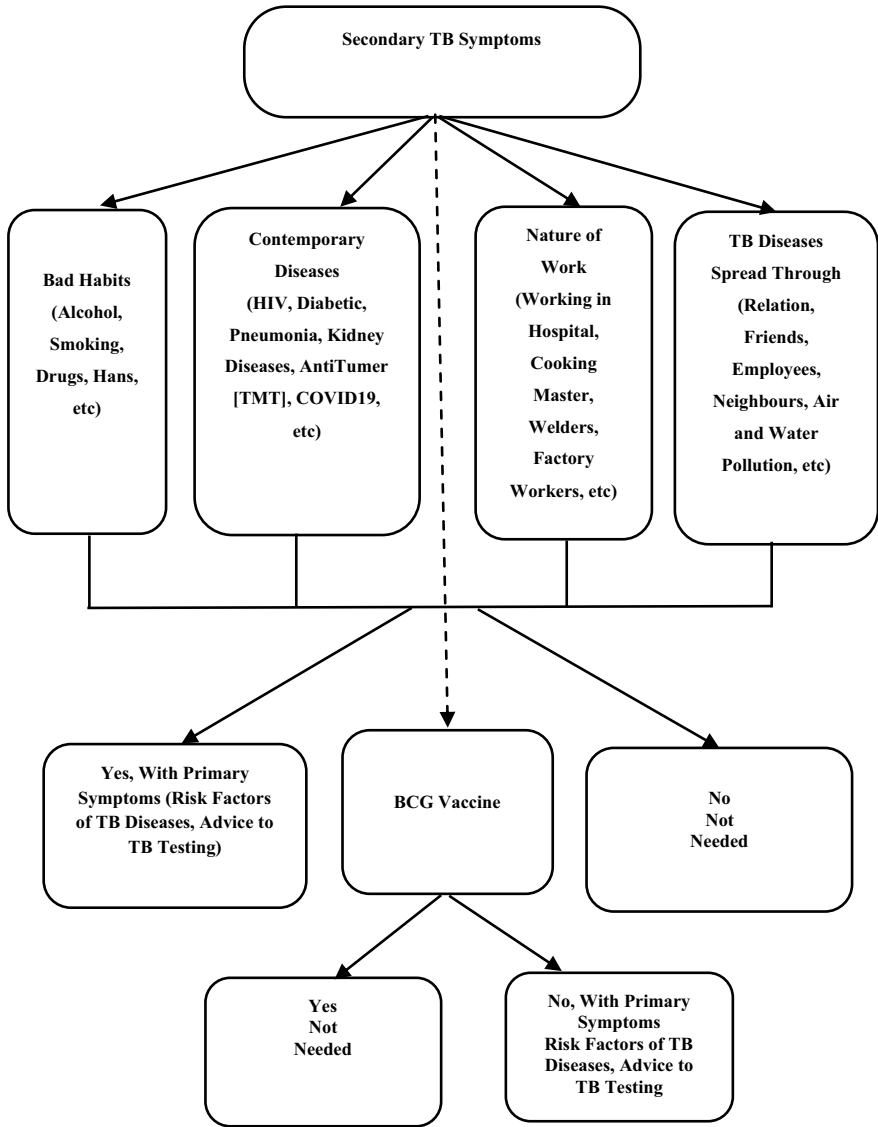 Secondary TB Symptoms
Bad Habits
(Alcohol,
Smoking,
Drugs, Hans,
etc)
Contemporary
Diseases
(HIV, Diabetic,
Pneumonia, Kidney
Diseases, AntiTumer
[TMT], COVID19,
etc)
Nature of
Work
(Working in
Hospital,
Cooking
Master,
Welders,
Factory
Workers, etc)
TB Diseases
Spread Through
(Relation,
Friends,
Employees,
Neighbours, Air
and Water
Pollution, etc)
Yes, With Primary
Symptoms (Risk Factors
of TB Diseases, Advice to
TB Testing)
BCG Vaccine
No
Not
Needed
Yes
Not
Needed
No, With Primary
Symptoms
Risk Factors of TB
Diseases, Advice to
TB Testing